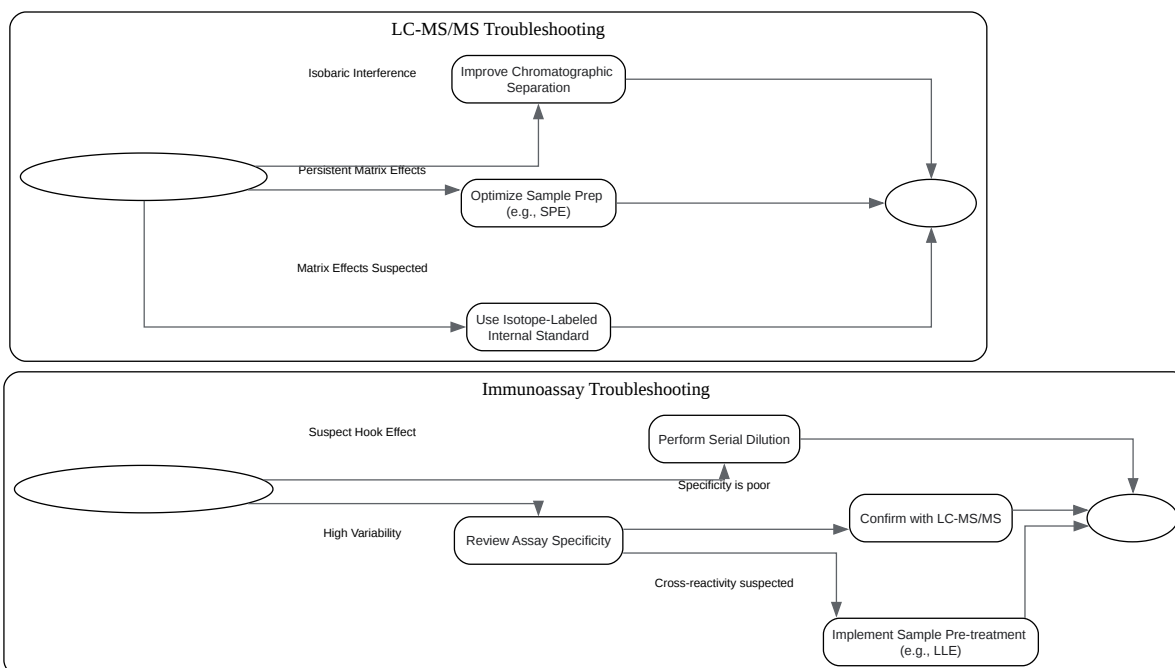 LC-MS/MS Troubleshooting
Isobaric Interference
Improve Chromatographic
Separation
Persistent Matrix Effects
Optimize Sample Prep
(e.g., SPE)
Matrix Effects Suspected
Use Isotope-Labeled
Internal Standard
Immunoassay Troubleshooting
Suspect Hook Effect
Perform Serial Dilution
Specificity is poor
High Variability
Review Assay Specificity
Confirm with LC-MS/MS
Cross-reactivity suspected
Implement Sample Pre-treatment
(e.g., LLE)